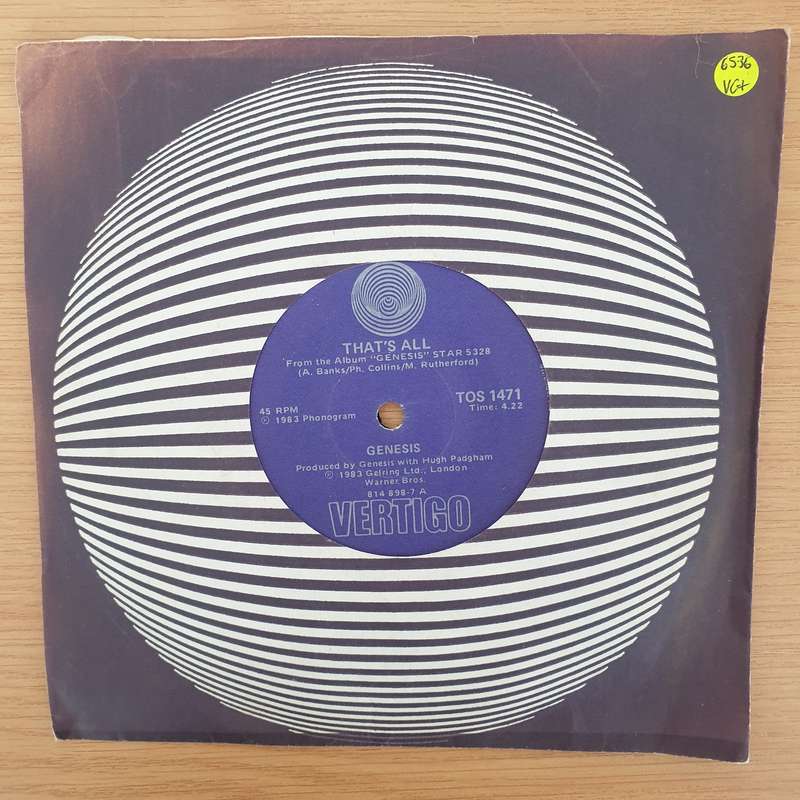 6536
VG+
THAT'S ALL
From the Album "GENESIS" STAR 5328
(A. Banks/Ph. Collins/M. Rutherford)
45 RPM
℗ 1983 Phonogram
TOS 1471
Time: 4.22
GENESIS
Produced by Genesis with Hugh Padgham
℗ 1983 Gelring Ltd., London
Warner Bros.
814 898-7 A
VERTIGO